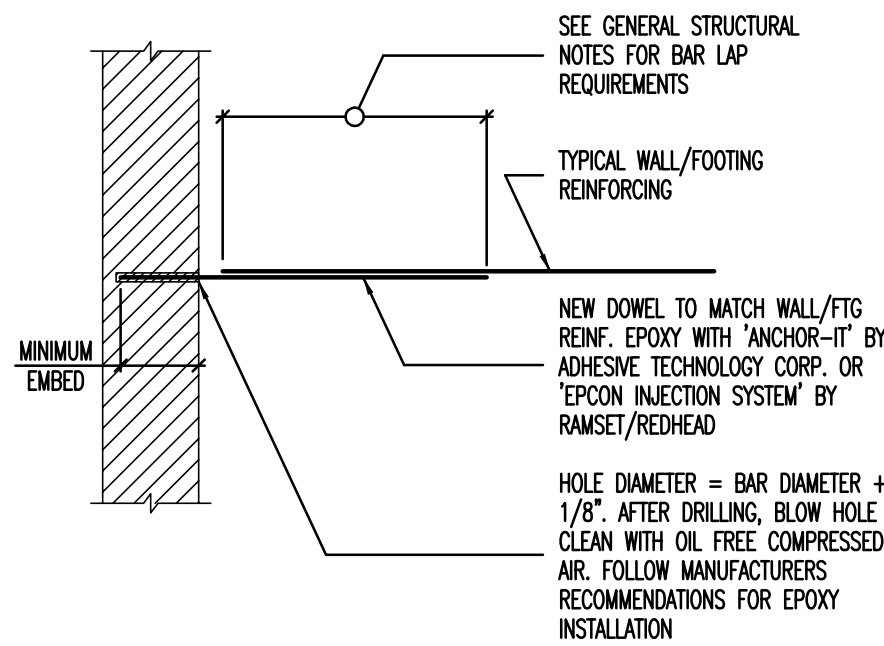 SEE GENERAL STRUCTURAL
NOTES FOR BAR LAP
REQUIREMENTS
TYPICAL WALL/FOOTING
REINFORCING
NEW DOWEL TO MATCH WALL/FTG
REINF. EPOXY WITH 'ANCHOR-IT' BY
ADHESIVE TECHNOLOGY CORP. OR
'EPCON INJECTION SYSTEM' BY
RAMSET/REDHEAD
MINIMUM
EMBED
HOLE DIAMETER = BAR DIAMETER +
1/8". AFTER DRILLING, BLOW HOLE
CLEAN WITH OIL FREE COMPRESSED
AIR. FOLLOW MANUFACTURERS
RECOMMENDATIONS FOR EPOXY
INSTALLATION